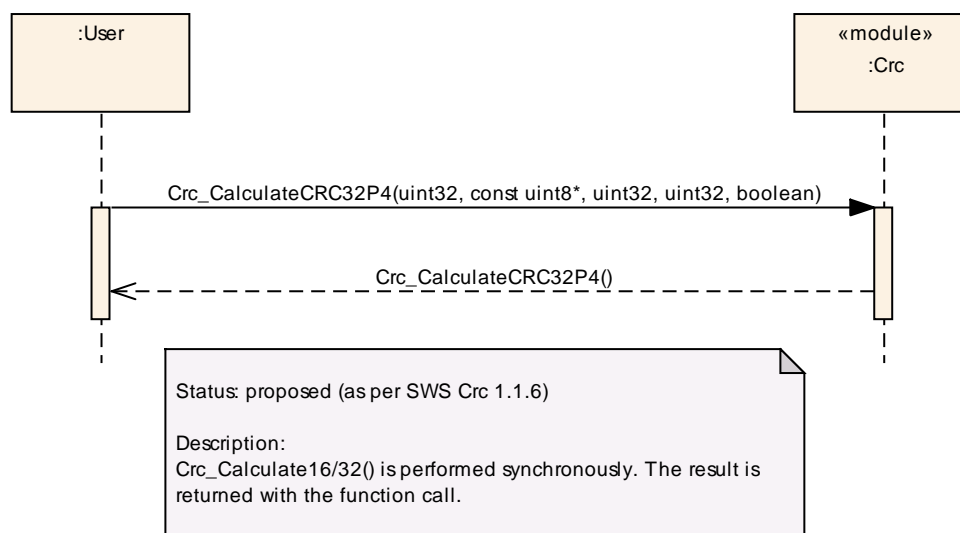 :User
«module»
:Crc
Crc_CalculateCRC32P4(uint32, const uint8*, uint32, uint32, boolean)
Crc_CalculateCRC32P4()
Status: proposed (as per SWS Crc 1.1.6)
Description:
Crc_Calculate16/32() is performed synchronously. The result is
returned with the function call.